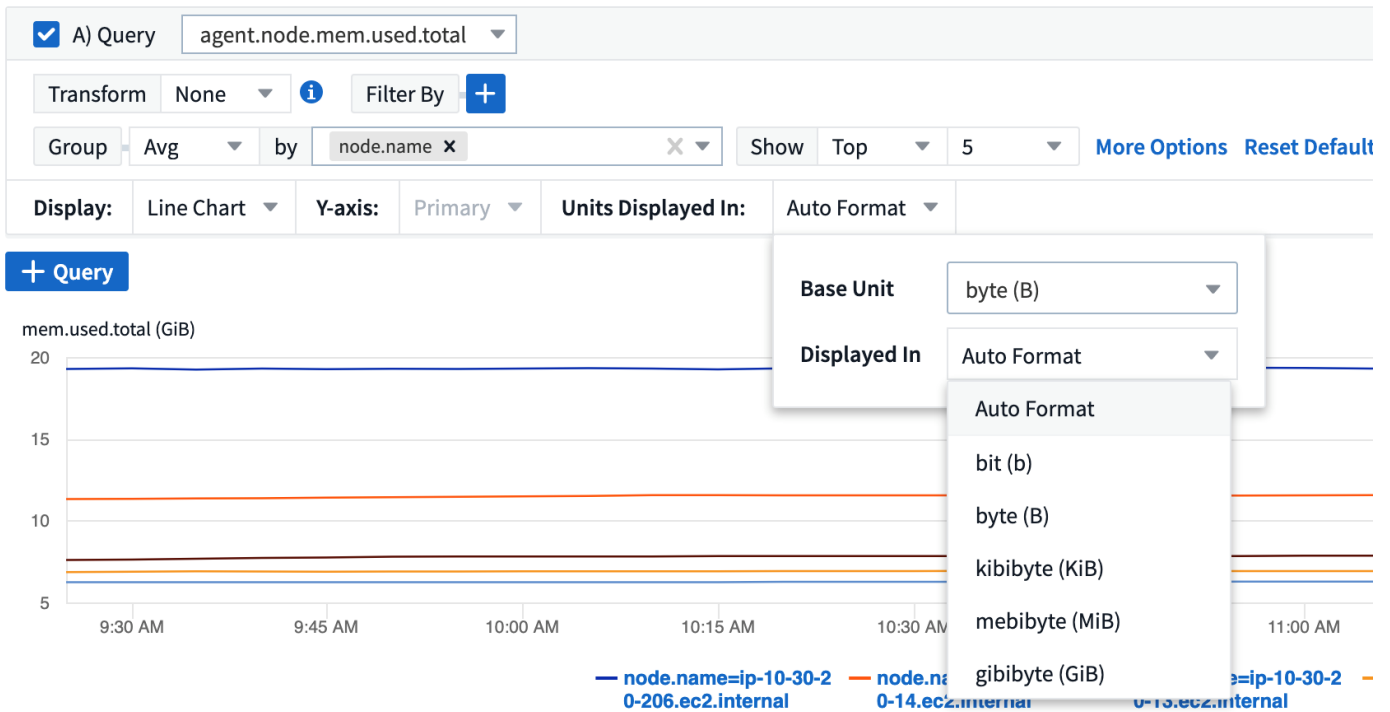 A) Query agent.node.mem.used.total
Transform None Filter By
Group Avg by node.name Show Top 5 More Options Reset Default
Display: Line Chart Y-axis: Primary Units Displayed In: Auto Format
Query
Base Unit byte (B)
Displayed In Auto Format
Auto Format
bit (b)
byte (B)
kibibyte (KiB)
mebibyte (MiB)
gibibyte (GiB)
mem.used.total (GiB)
20
15
10
5
9:30 AM 9:45 AM 10:00 AM 10:15 AM 10:30 AM 11:00 AM
node.name=ip-10-30-2
0-206.ec2.internal
node.na
0-14.ec2.internal
e=ip-10-30-2
0-13.ec2.internal